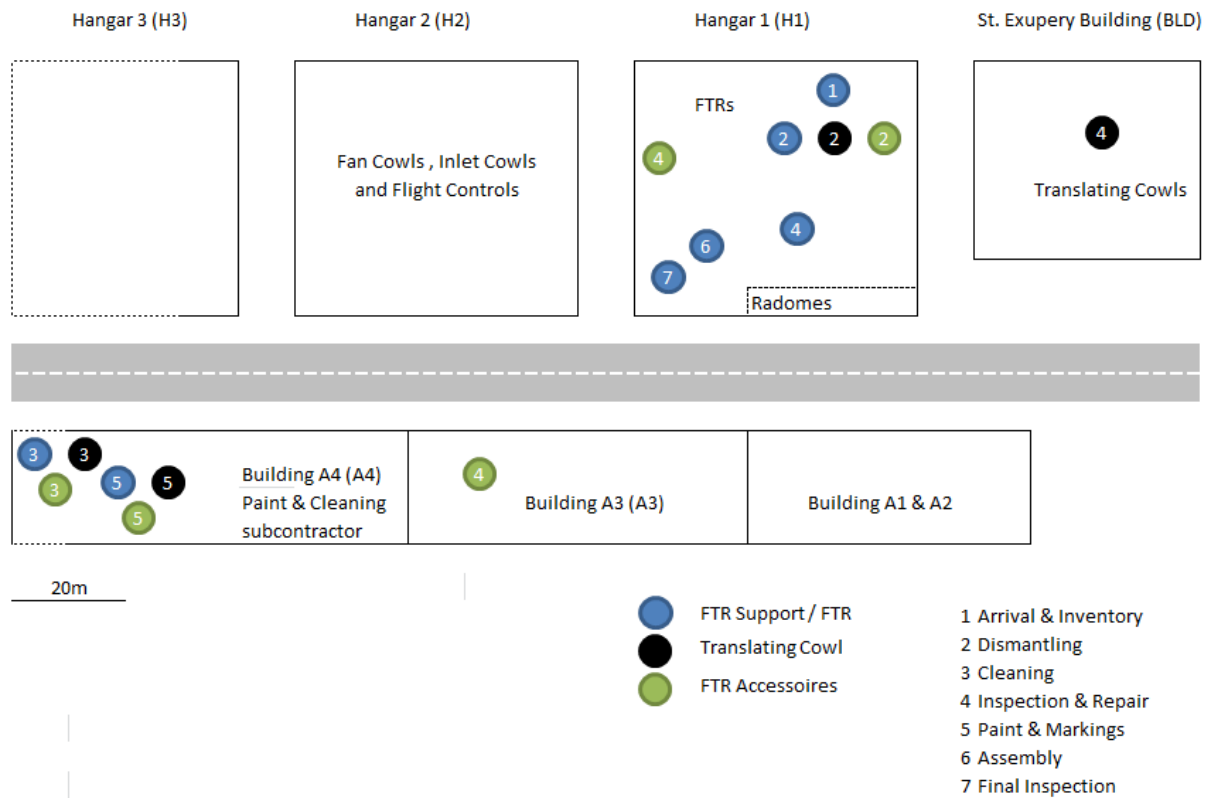 Hangar 3 (H3)
Hangar 2 (H2)
Hangar 1 (H1)
St. Exupery Building (BLD)
FTRs
1
2
2
2
4
4
6
7
Radomes
Fan Cowls , Inlet Cowls
and Flight Controls
4
Translating Cowls
3
3
3
5
5
5
Building A4 (A4)
Paint & Cleaning
subcontractor
4
Building A3 (A3)
Building A1 & A2
20m
FTR Support / FTR
Translating Cowl
FTR Accessoires
1 Arrival & Inventory
2 Dismantling
3 Cleaning
4 Inspection & Repair
5 Paint & Markings
6 Assembly
7 Final Inspection